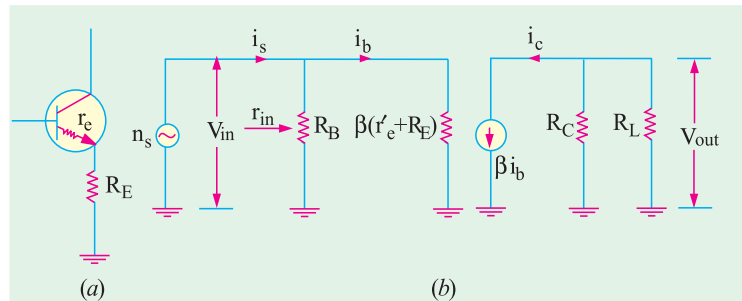 i_s i_b i_c
r_e
n_s V_in r_in R_B β(r'_e+R_E) R_C R_L V_out
βi_b
R_E
(a) (b)